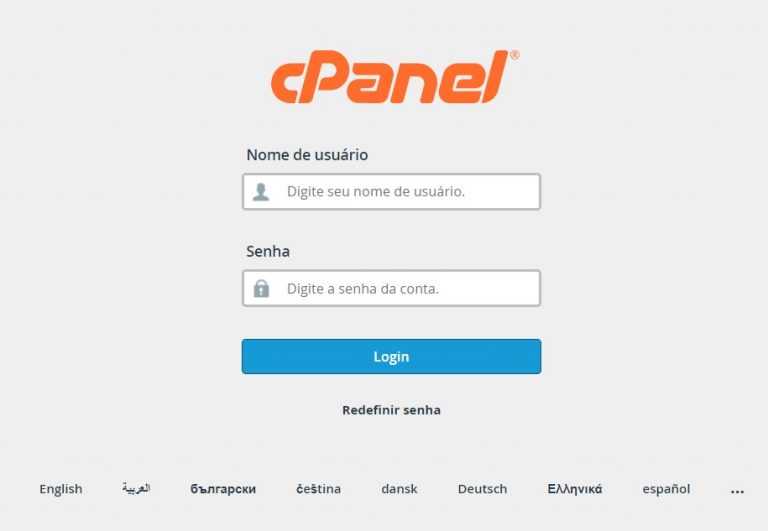 cPanel®
Nome de usuário
Digite seu nome de usuário.
Senha
Digite a senha da conta.
Login
Redefinir senha
English العربية български čeština dansk Deutsch Ελληνικά español ...